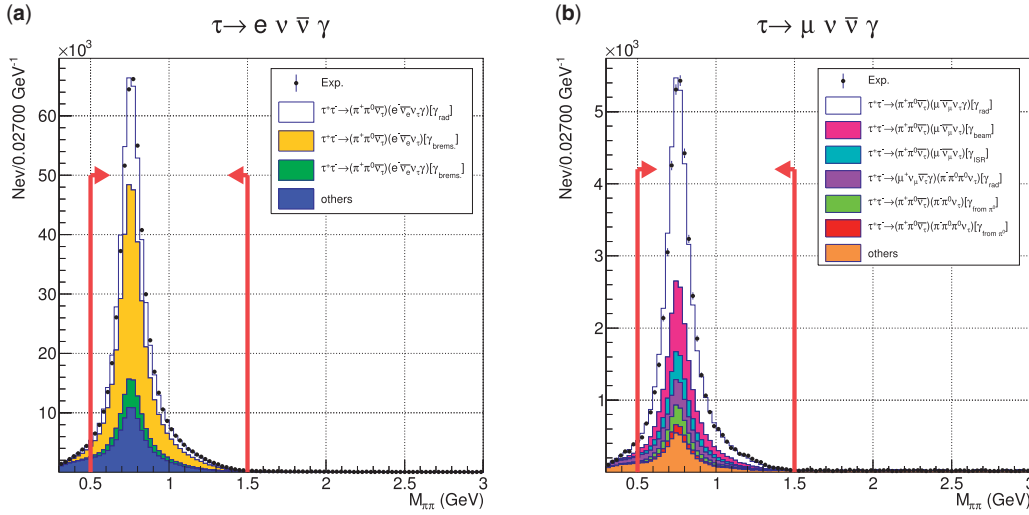 (a)
τ→ e ν ν̅ γ
×10³
Nev/0.02700 GeV⁻¹
60
50
40
30
20
10
Exp.
τ⁺τ⁻→(π⁺π⁰ν̅τ)(e⁻ν̅eντγ)[γrad]
τ⁺τ⁻→(π⁺π⁰ν̅τ)(e⁻ν̅eντ)[γbrems.]
τ⁺τ⁻→(π⁺π⁰ν̅τ)(e⁻ν̅eντγ)[γbrems.]
others
0.5 1 1.5 2 2.5 3
Mππ (GeV)
(b)
τ→ μ ν ν̅ γ
×10³
Nev/0.02700 GeV⁻¹
5
4
3
2
1
Exp.
τ⁺τ⁻→(π⁺π⁰ν̅τ)(μ⁻ν̅μντγ)[γrad]
τ⁺τ⁻→(π⁺π⁰ν̅τ)(μ⁻ν̅μντ)[γbeam]
τ⁺τ⁻→(π⁺π⁰ν̅τ)(μ⁻ν̅μντ)[γISR]
τ⁺τ⁻→(μ⁺νμν̅τγ)(π⁻π⁰π⁰ντ)[γrad]
τ⁺τ⁻→(π⁺π⁰ν̅τ)(π⁻π⁰ντ)[γfrom π⁰]
τ⁺τ⁻→(π⁺π⁰ν̅τ)(π⁻π⁰π⁰ντ)[γfrom π⁰]
others
0.5 1 1.5 2 2.5 3
Mππ (GeV)